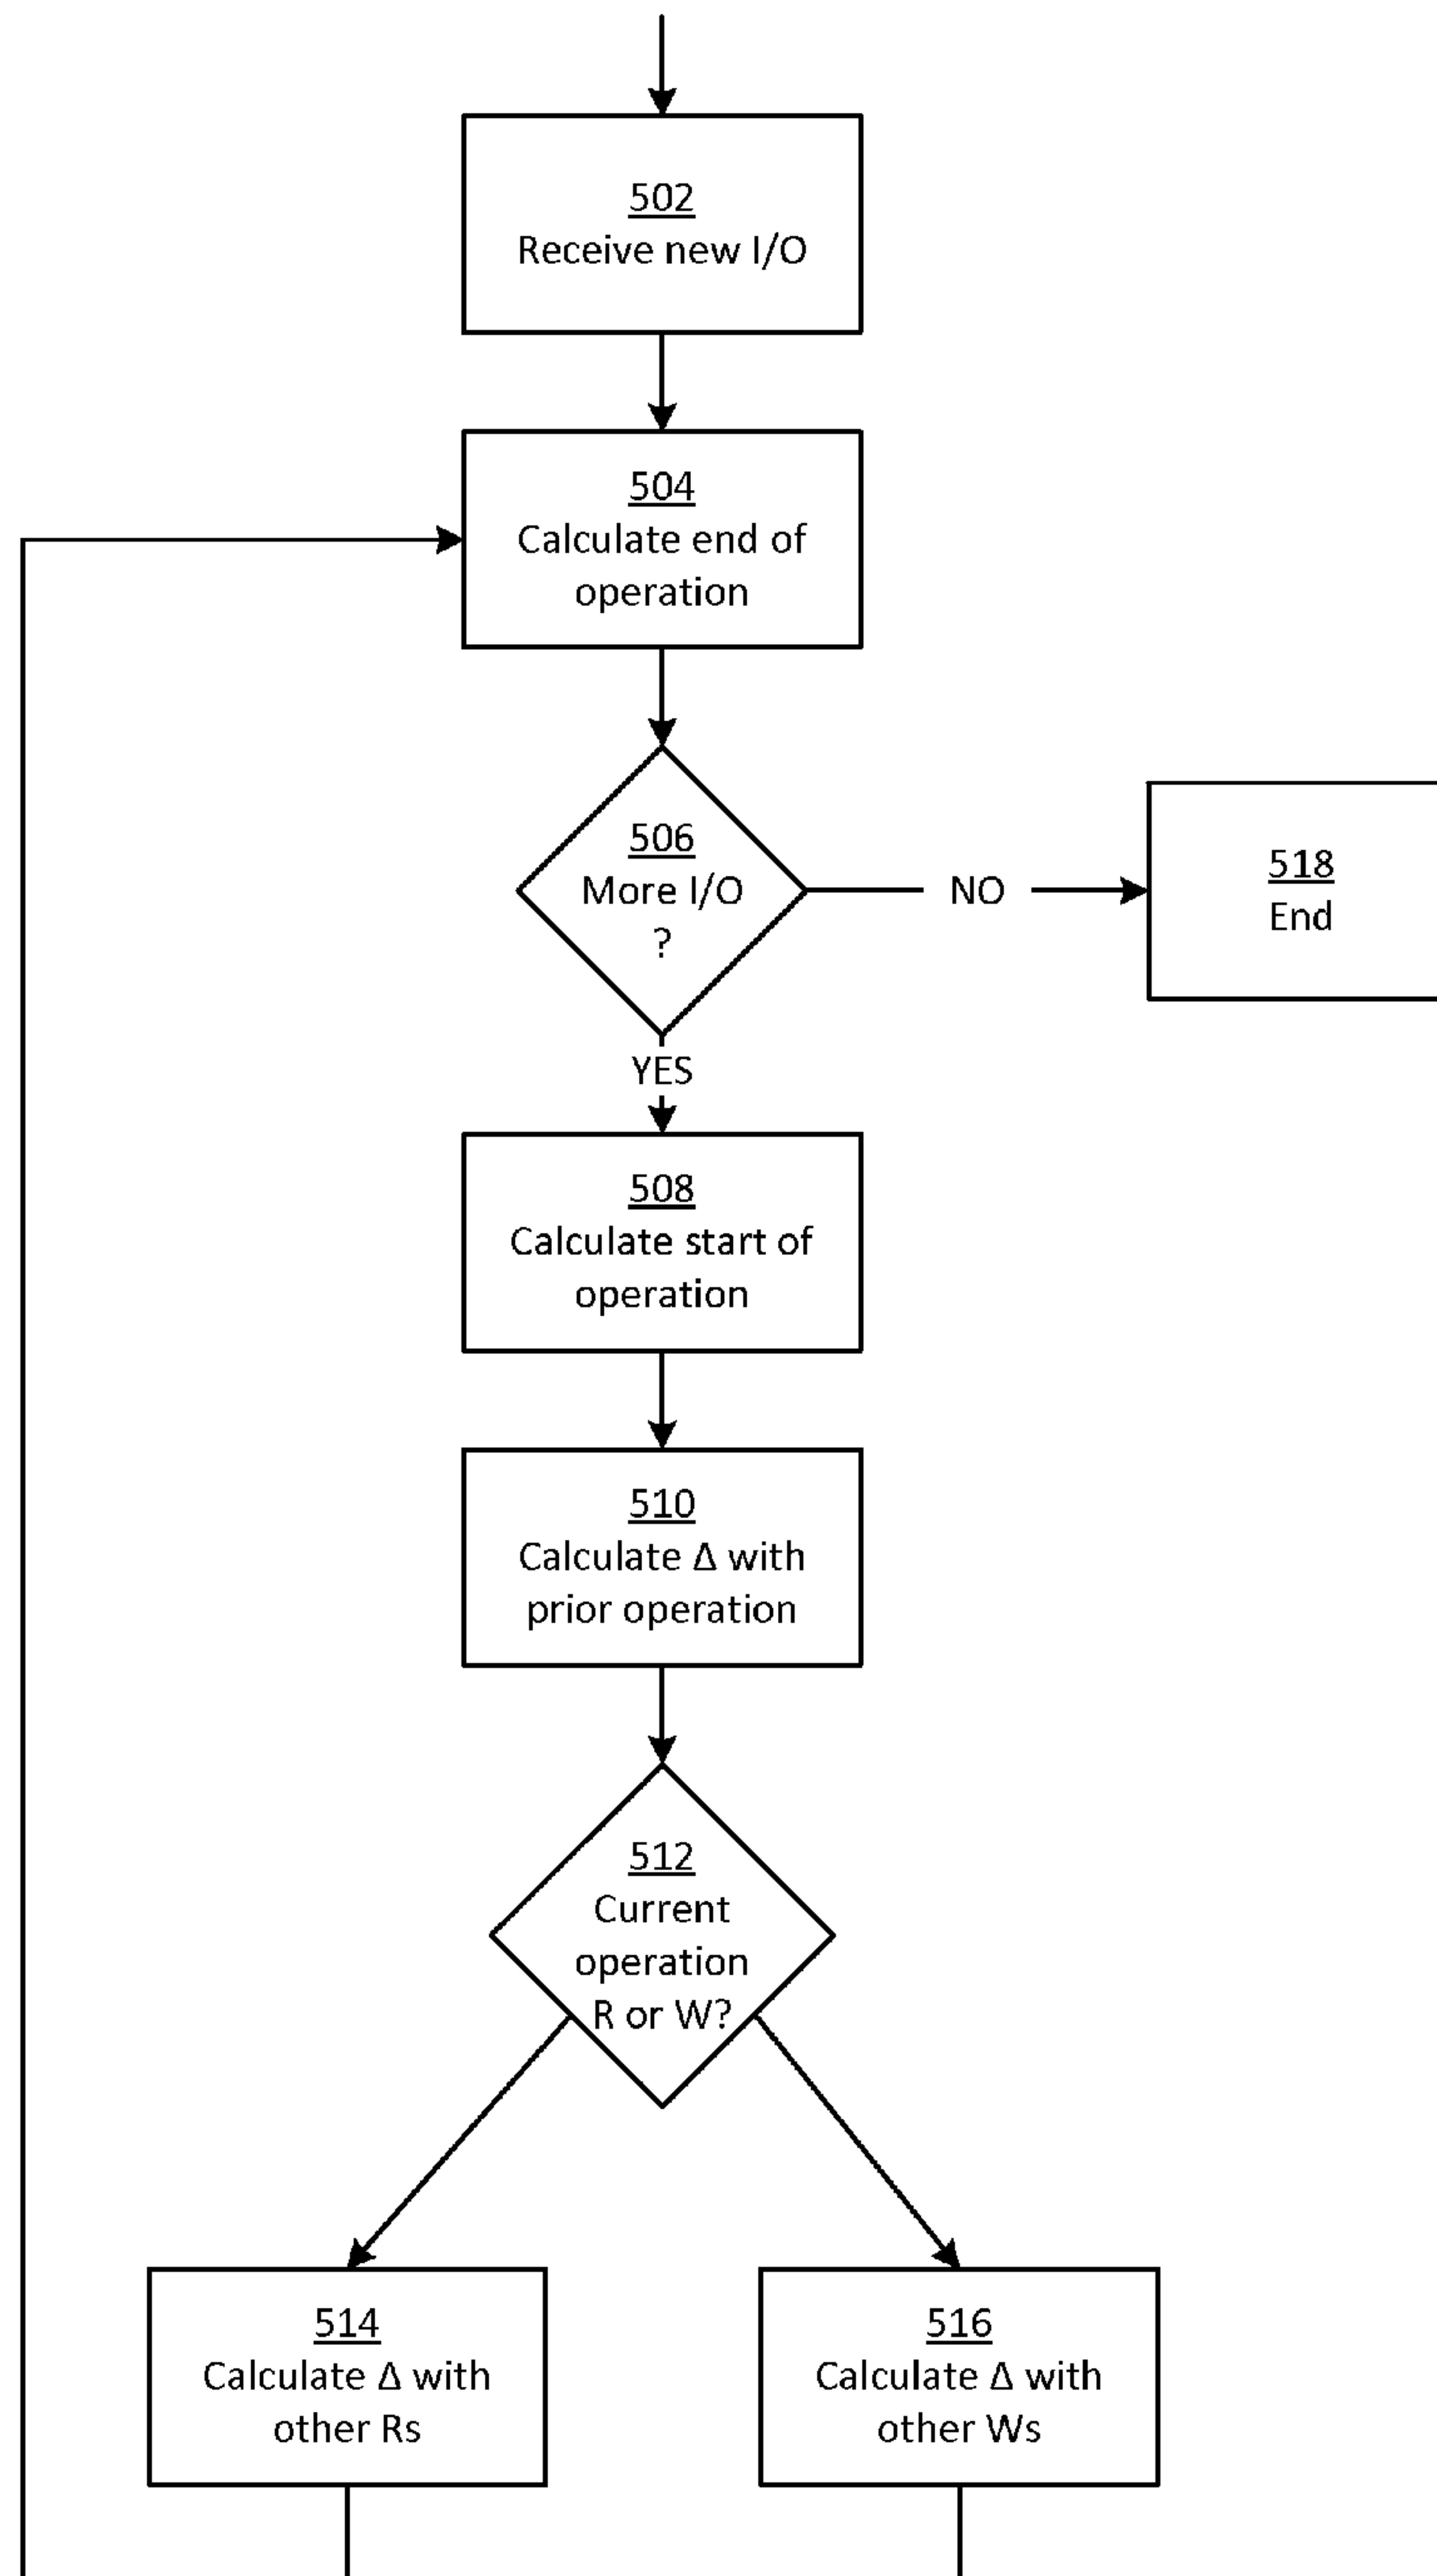 502
Receive new I/O
504
Calculate end of
operation
506
More I/O
?
NO
518
End
YES
508
Calculate start of
operation
510
Calculate Δ with
prior operation
512
Current
operation
R or W?
514
Calculate Δ with
other Rs
516
Calculate Δ with
other Ws